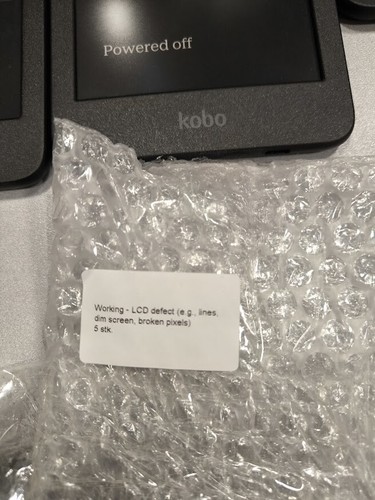 Powered off
kobo
Working - LCD defect (e.g., lines,
dim screen, broken pixels)
5 stk.